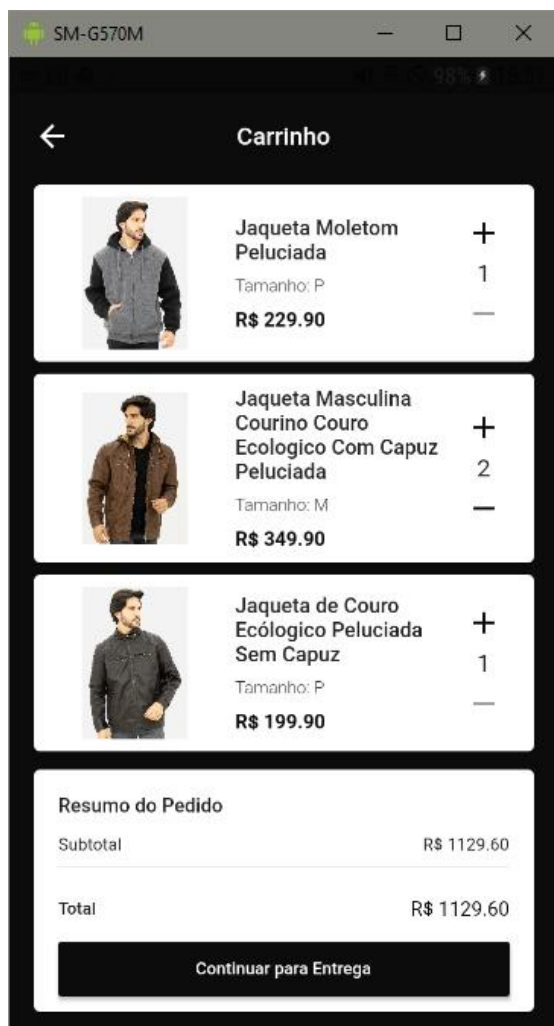 SM-G570M
98%
Carrinho
Jaqueta Moletom
Peluciada
Tamanho: P
R$ 229.90
1
Jaqueta Masculina
Courino Couro
Ecologico Com Capuz
Peluciada
Tamanho: M
R$ 349.90
2
Jaqueta de Couro
Ecólogico Peluciada
Sem Capuz
Tamanho: P
R$ 199.90
1
Resumo do Pedido
Subtotal R$ 1129.60
Total R$ 1129.60
Continuar para Entrega